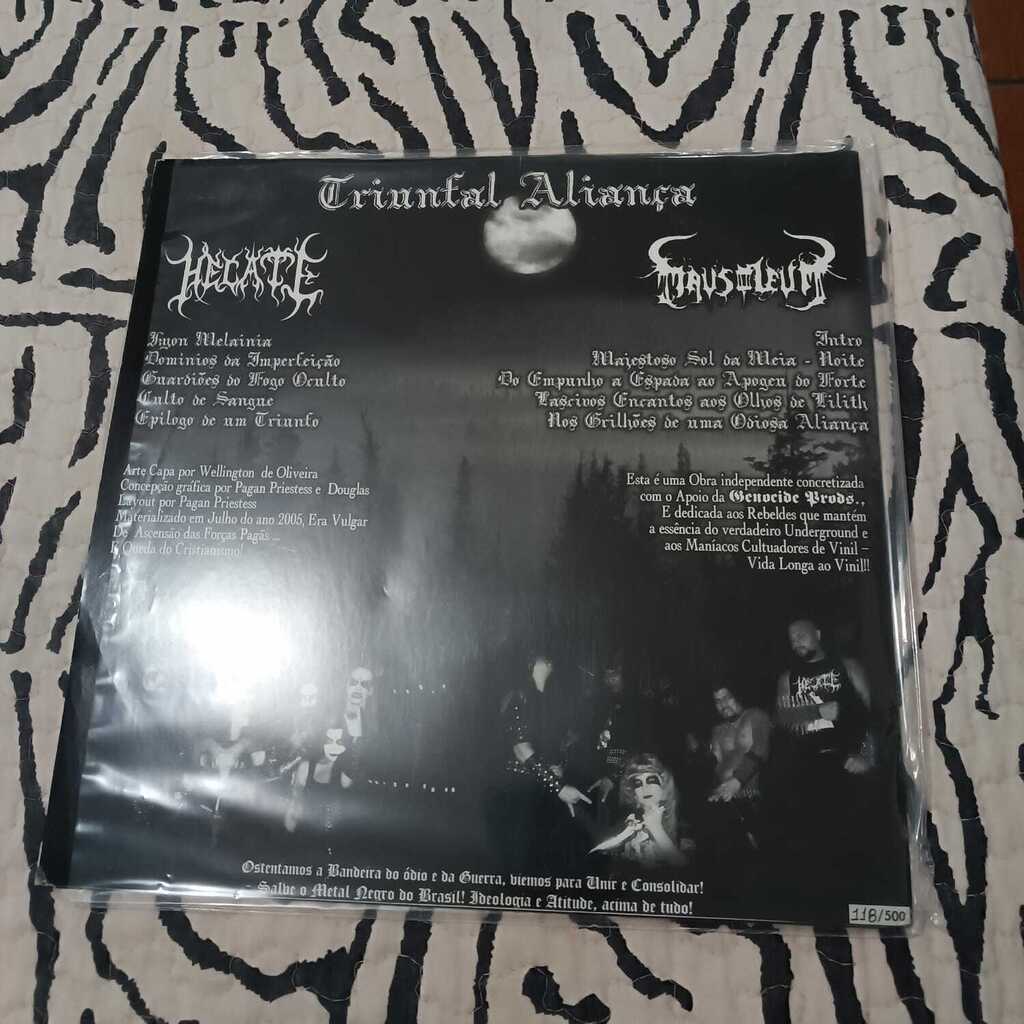 Triunfal Aliança
HECATE
Kyon Melainia
Dominios da Imperfeição
Guardiões do Fogo Oculto
Culto de Sangue
Epilogo de um Triunfo
MAUSOLEUM
Intro
Majestoso Sol da Meia - Noite
Do Empunho a Espada ao Apogeu do Forte
Lascivos Encantos aos Olhos de Lilith
Nos Grilhões de uma Odiosa Aliança
Arte Capa por Wellington de Oliveira
Concepção gráfica por Pagan Priestess e Douglas
Layout por Pagan Priestess
Materializado em Julho do ano 2005, Era Vulgar
Da Ascensão das Forças Pagãs ...
E Queda do Cristianismo!
Esta é uma Obra independente concretizada
com o Apoio da Genocide Prods.,
E dedicada aos Rebeldes que mantém
a essência do verdadeiro Underground e
aos Maniacos Cultuadores de Vinil –
Vida Longa ao Vinil!!
HECATE
Ostentamos a Bandeira do ódio e da Guerra, viemos para Unir e Consolidar!
- Salve o Metal Negro do Brasil! Ideologia e Atitude, acima de tudo!
118/500